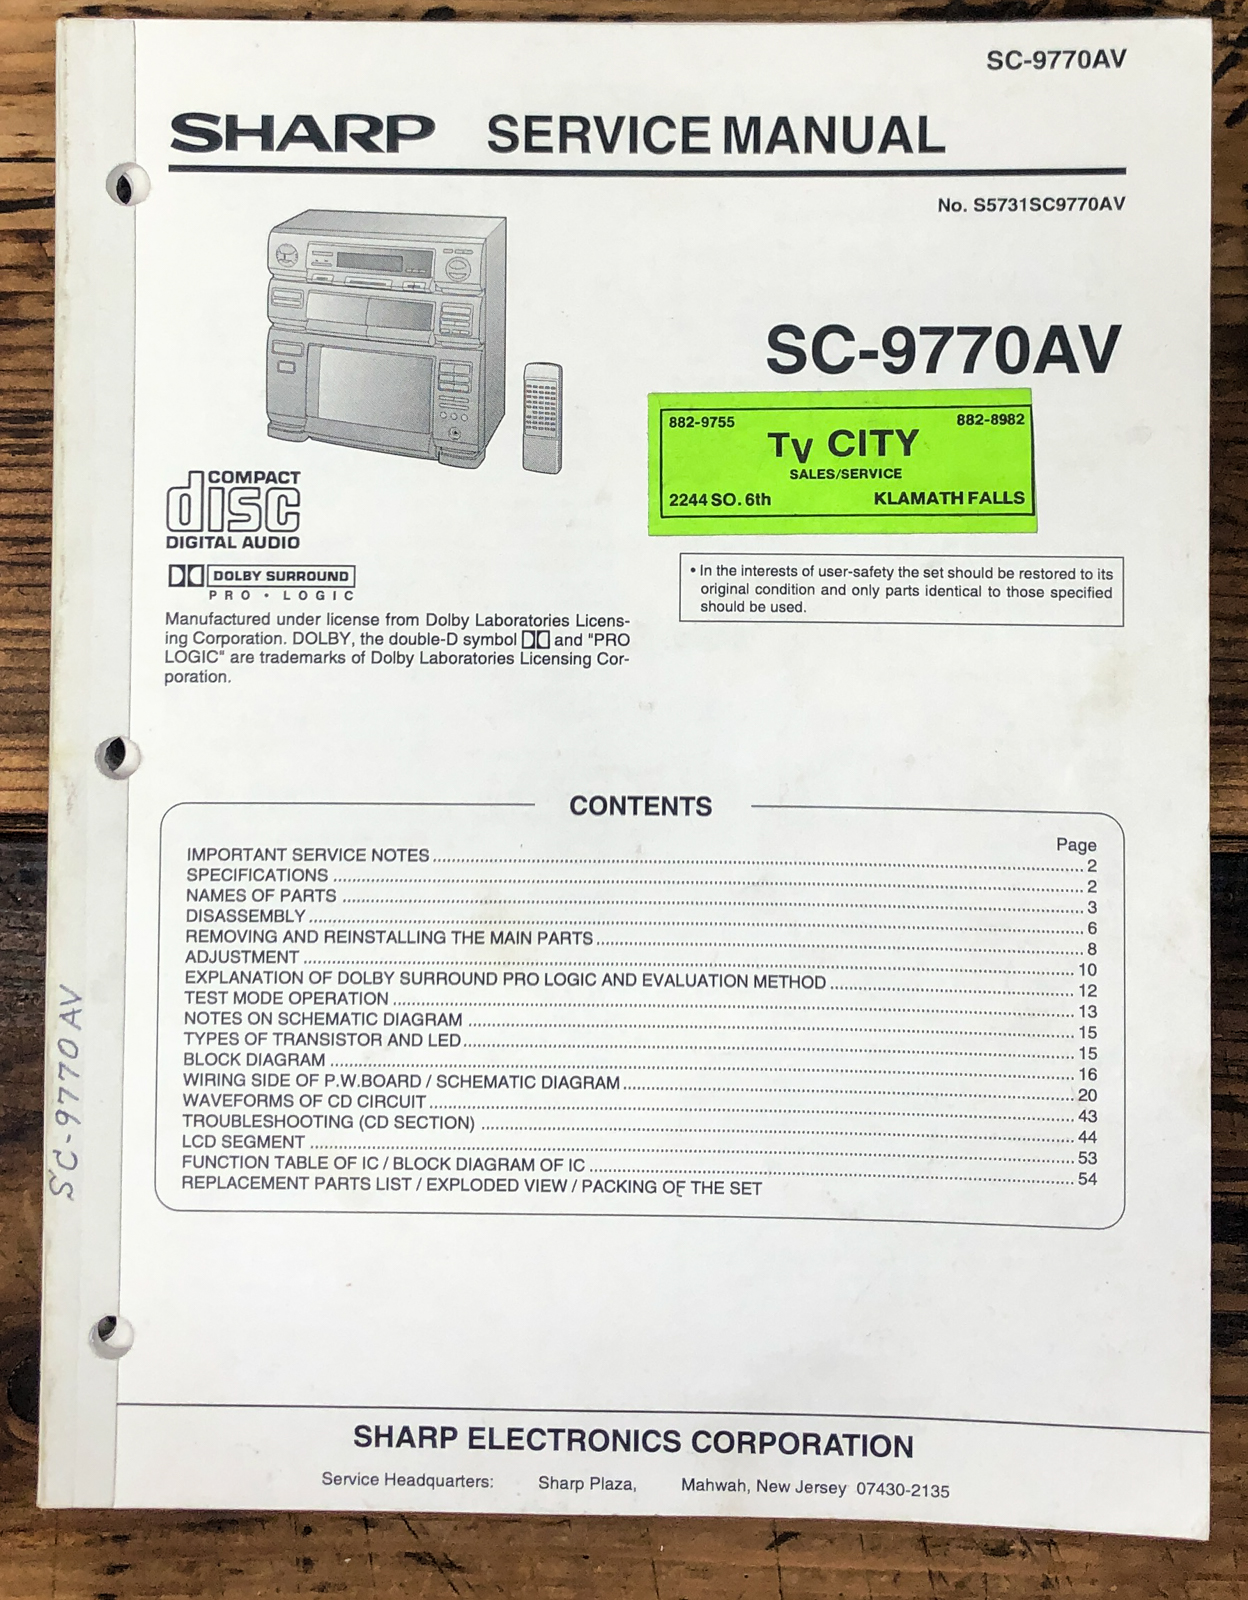 SC-9770AV
SHARP SERVICE MANUAL
No. S5731SC9770AV
SC-9770AV
882-9755 882-8982
TV CITY
SALES/SERVICE
2244 SO. 6th KLAMATH FALLS
COMPACT
disc
DIGITAL AUDIO
DOLBY SURROUND
PRO • LOGIC
Manufactured under license from Dolby Laboratories Licens-
ing Corporation. DOLBY, the double-D symbol and "PRO
LOGIC" are trademarks of Dolby Laboratories Licensing Cor-
poration.
• In the interests of user-safety the set should be restored to its
original condition and only parts identical to those specified
should be used.
CONTENTS
Page
IMPORTANT SERVICE NOTES ... 2
SPECIFICATIONS ... 2
NAMES OF PARTS ... 3
DISASSEMBLY ... 6
REMOVING AND REINSTALLING THE MAIN PARTS ... 8
ADJUSTMENT ... 10
EXPLANATION OF DOLBY SURROUND PRO LOGIC AND EVALUATION METHOD ... 12
TEST MODE OPERATION ... 13
NOTES ON SCHEMATIC DIAGRAM ... 15
TYPES OF TRANSISTOR AND LED ... 15
BLOCK DIAGRAM ... 16
WIRING SIDE OF P.W.BOARD / SCHEMATIC DIAGRAM ... 20
WAVEFORMS OF CD CIRCUIT ... 43
TROUBLESHOOTING (CD SECTION) ... 44
LCD SEGMENT ... 53
FUNCTION TABLE OF IC / BLOCK DIAGRAM OF IC ... 54
REPLACEMENT PARTS LIST / EXPLODED VIEW / PACKING OF THE SET
SC-9770AV
SHARP ELECTRONICS CORPORATION
Service Headquarters: Sharp Plaza, Mahwah, New Jersey 07430-2135